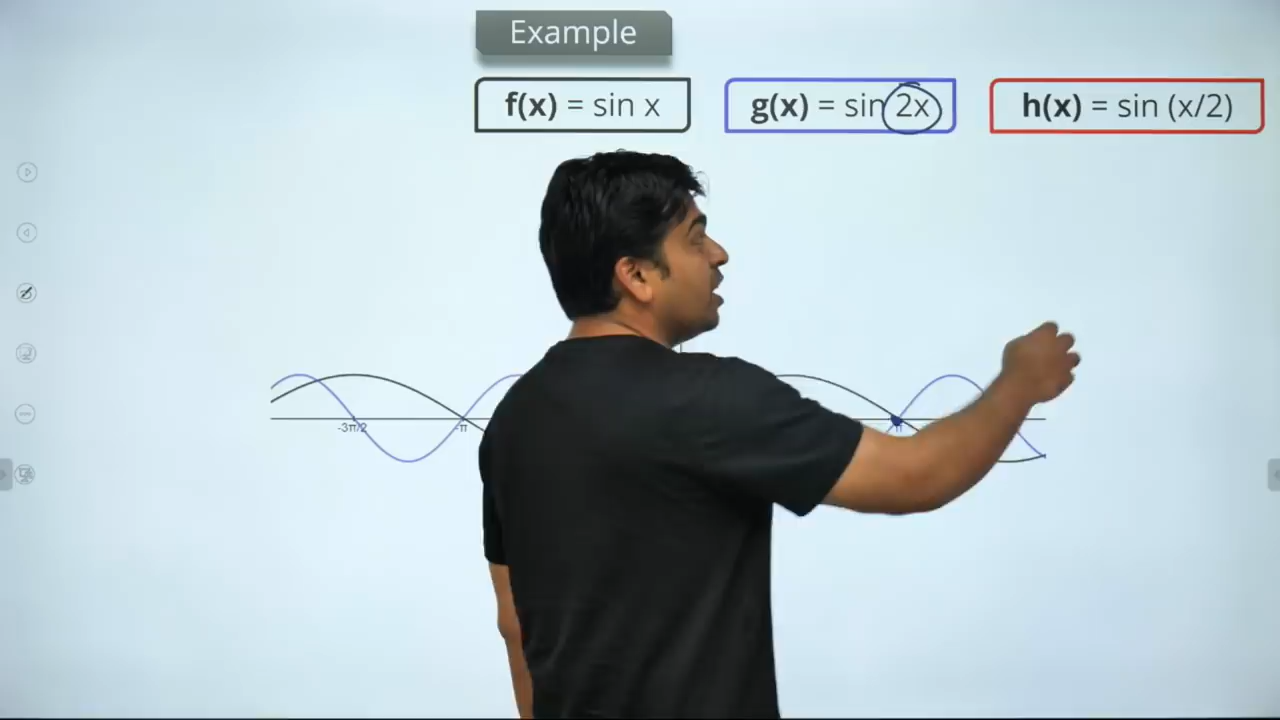 Example
f(x) = sin x
g(x) = sin 2x
h(x) = sin (x/2)
-3π/2
-π
π